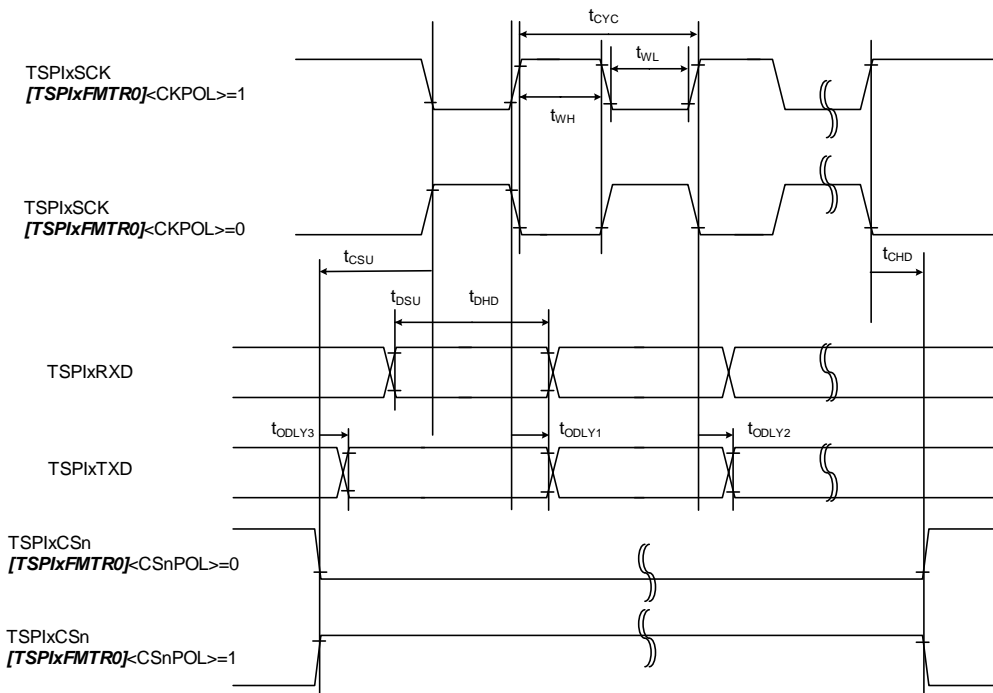 tCYC
tWL
TSPIxSCK
[TSPIxFMTR0]<CKPOL>=1
tWH
TSPIxSCK
[TSPIxFMTR0]<CKPOL>=0
tCSU
tCHD
tDSU
tDHD
TSPIxRXD
tODLY3
tODLY1
tODLY2
TSPIxTXD
TSPIxCSn
[TSPIxFMTR0]<CSnPOL>=0
TSPIxCSn
[TSPIxFMTR0]<CSnPOL>=1